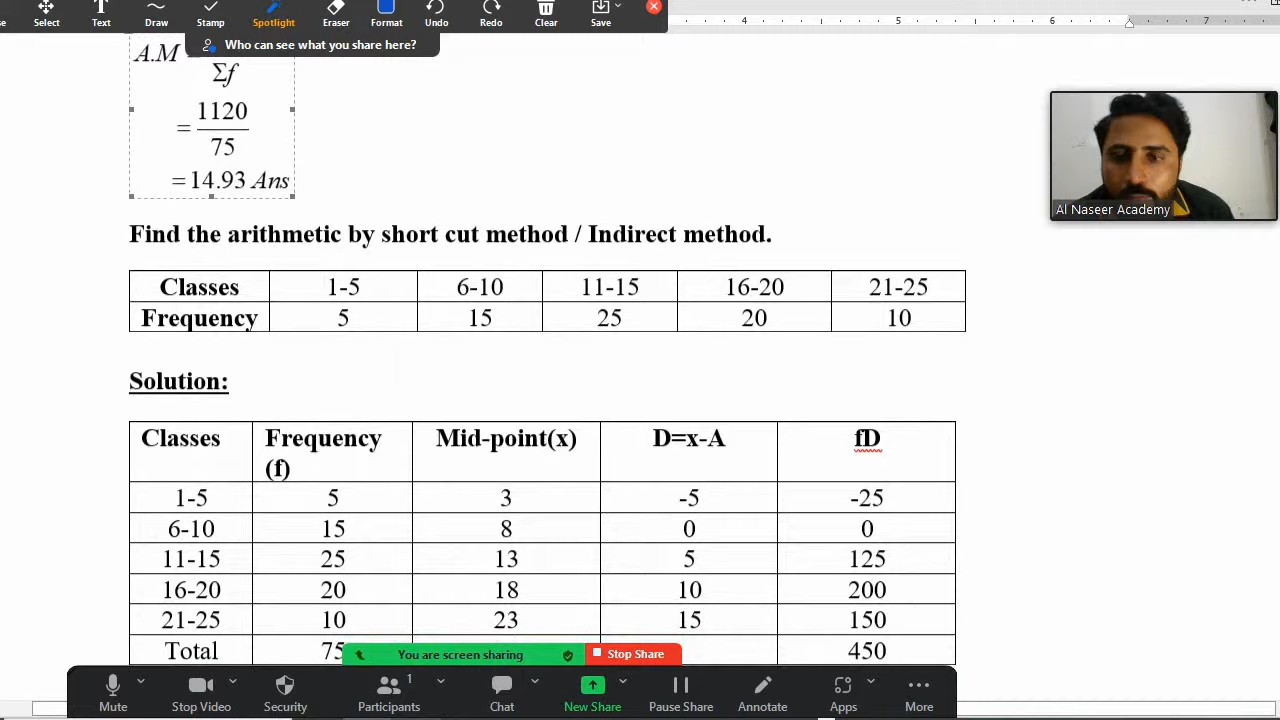 Select Text Draw Stamp Spotlight Eraser Format Undo Redo Clear Save
4 5 6 7
Who can see what you share here?
A.M
Σf
= 1120
75
= 14.93 Ans
Al Naseer Academy
Find the arithmetic by short cut method / Indirect method.
Classes 1-5 6-10 11-15 16-20 21-25
Frequency 5 15 25 20 10
Solution:
Classes Frequency (f) Mid-point(x) D=x-A fD
1-5 5 3 -5 -25
6-10 15 8 0 0
11-15 25 13 5 125
16-20 20 18 10 200
21-25 10 23 15 150
Total 75 450
You are screen sharing Stop Share
1
Mute Stop Video Security Participants Chat New Share Pause Share Annotate Apps More